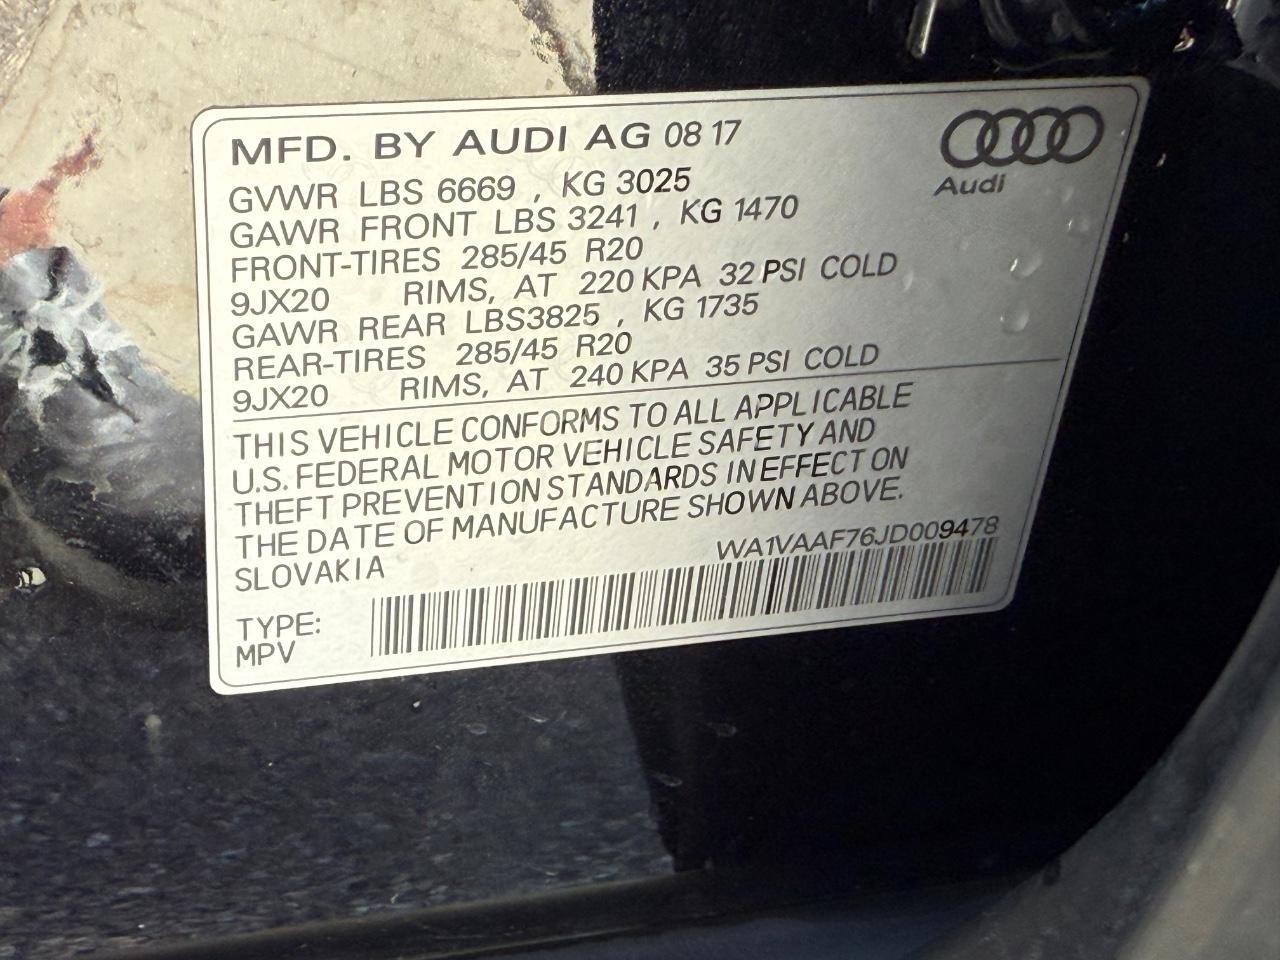 MFD. BY AUDI AG 08 17
Audi
GVWR LBS 6669 , KG 3025
GAWR FRONT LBS 3241 , KG 1470
FRONT-TIRES 285/45 R20
9JX20 RIMS, AT 220 KPA 32 PSI COLD
GAWR REAR LBS3825 , KG 1735
REAR-TIRES 285/45 R20
9JX20 RIMS, AT 240 KPA 35 PSI COLD
THIS VEHICLE CONFORMS TO ALL APPLICABLE
U.S. FEDERAL MOTOR VEHICLE SAFETY AND
THEFT PREVENTION STANDARDS IN EFFECT ON
THE DATE OF MANUFACTURE SHOWN ABOVE.
SLOVAKIA
WA1VAAF76JD009478
TYPE:
MPV